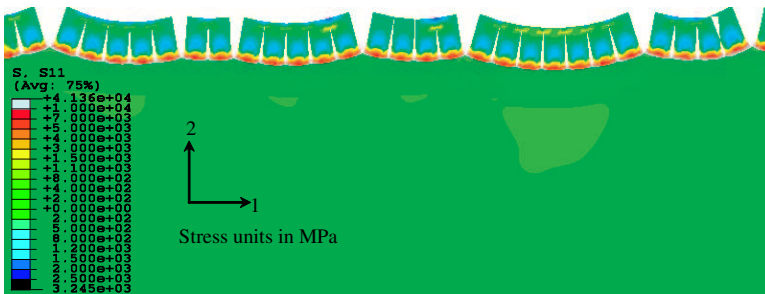 S, S11
(Avg: 75%)
+4.136e+04
+1.000e+04
+7.000e+03
+5.000e+03
+4.000e+03
+3.000e+03
+1.500e+03
+1.100e+03
+8.000e+02
+4.000e+02
+2.000e+02
+0.000e+00
2.000e+02
5.000e+02
8.000e+02
1.200e+03
1.500e+03
2.000e+03
2.500e+03
3.245e+03
2
1
Stress units in MPa